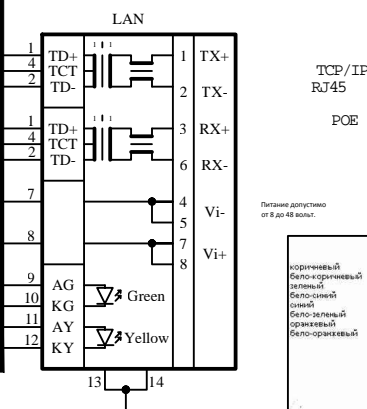 LAN
1 TD+ 1 TX+
4 TCT
2 TD- 2 TX-
1 TD+ 3 RX+
4 TCT
2 TD- 6 RX-
7 4 Vi-
5
8 7 Vi+
8
9 AG Green
10 KG
11 AY Yellow
12 KY
13 14
TCP/IP
RJ45
POE
Питание допустимо
от 8 до 48 вольт.
коричневый
бело-коричневый
зеленый
бело-синий
синий
бело-зеленый
оранжевый
бело-оранжевый